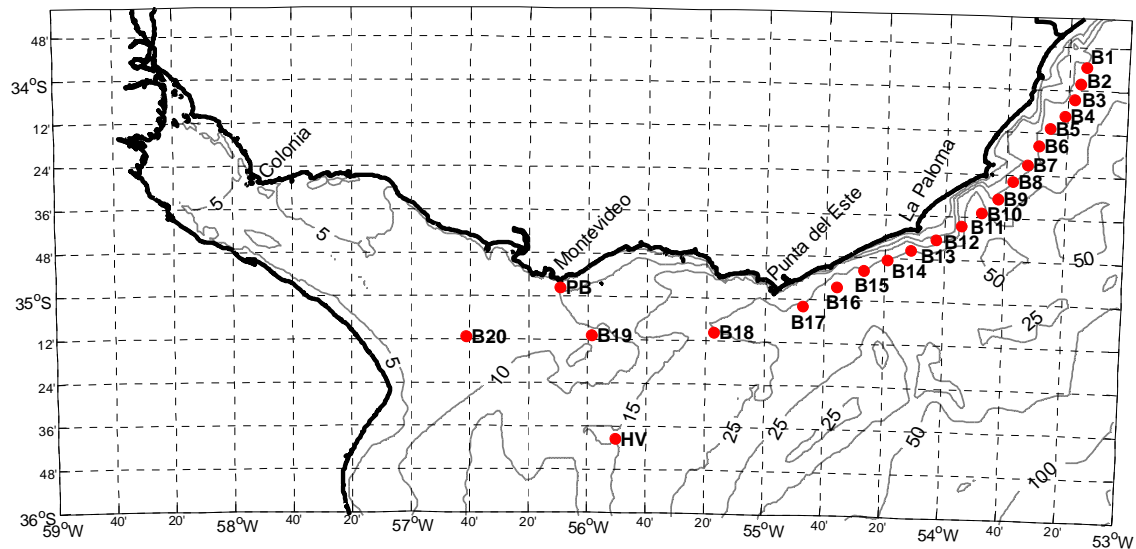 48'
34°S
12'
24'
36'
48'
35°S
12'
24'
36'
48'
36°S
59°W
40'
20'
58°W
40'
20'
57°W
40'
20'
56°W
40'
20'
55°W
40'
20'
54°W
40'
20'
53°W
Colonia
Montevideo
Punta del Este
La Paloma
B1
B2
B3
B4
B5
B6
B7
B8
B9
B10
B11
B12
B13
B14
B15
B16
B17
B18
B19
B20
PB
HV
5
5
5
10
15
25
25
25
25
50
50
50
100